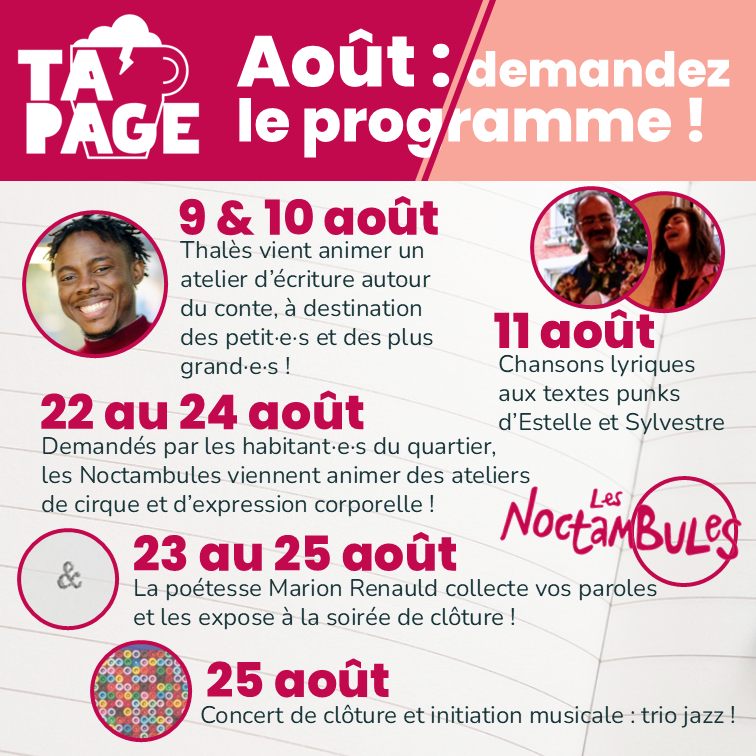 TA'
PAGE
Août : demandez
le programme !
9 & 10 août
Thalès vient animer un
atelier d'écriture autour
du conte, à destination
des petit·e·s et des plus
grand·e·s !
11 août
Chansons lyriques
aux textes punks
d'Estelle et Sylvestre
22 au 24 août
Demandés par les habitant·e·s du quartier,
les Noctambules viennent animer des ateliers
de cirque et d'expression corporelle !
Les
NoctamBULes
&
23 au 25 août
La poétesse Marion Renauld collecte vos paroles
et les expose à la soirée de clôture !
25 août
Concert de clôture et initiation musicale : trio jazz !